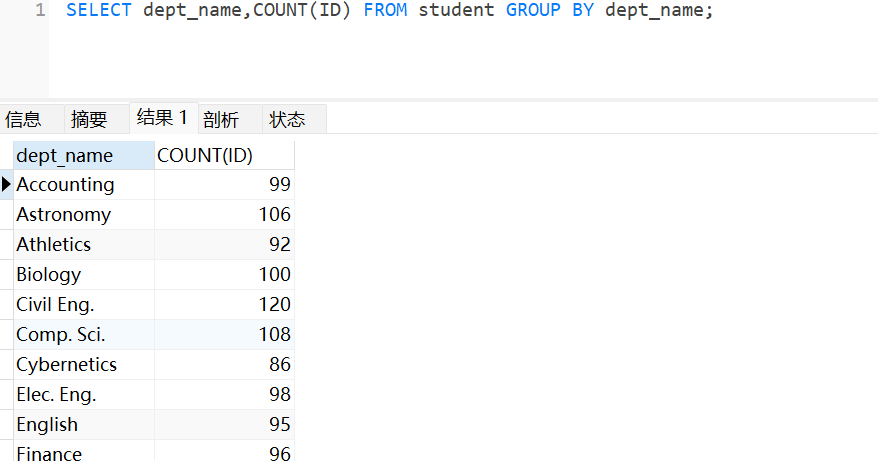 1 SELECT dept_name,COUNT(ID) FROM student GROUP BY dept_name;
信息 摘要 结果 1 剖析 状态
dept_name COUNT(ID)
Accounting 99
Astronomy 106
Athletics 92
Biology 100
Civil Eng. 120
Comp. Sci. 108
Cybernetics 86
Elec. Eng. 98
English 95
Finance 96